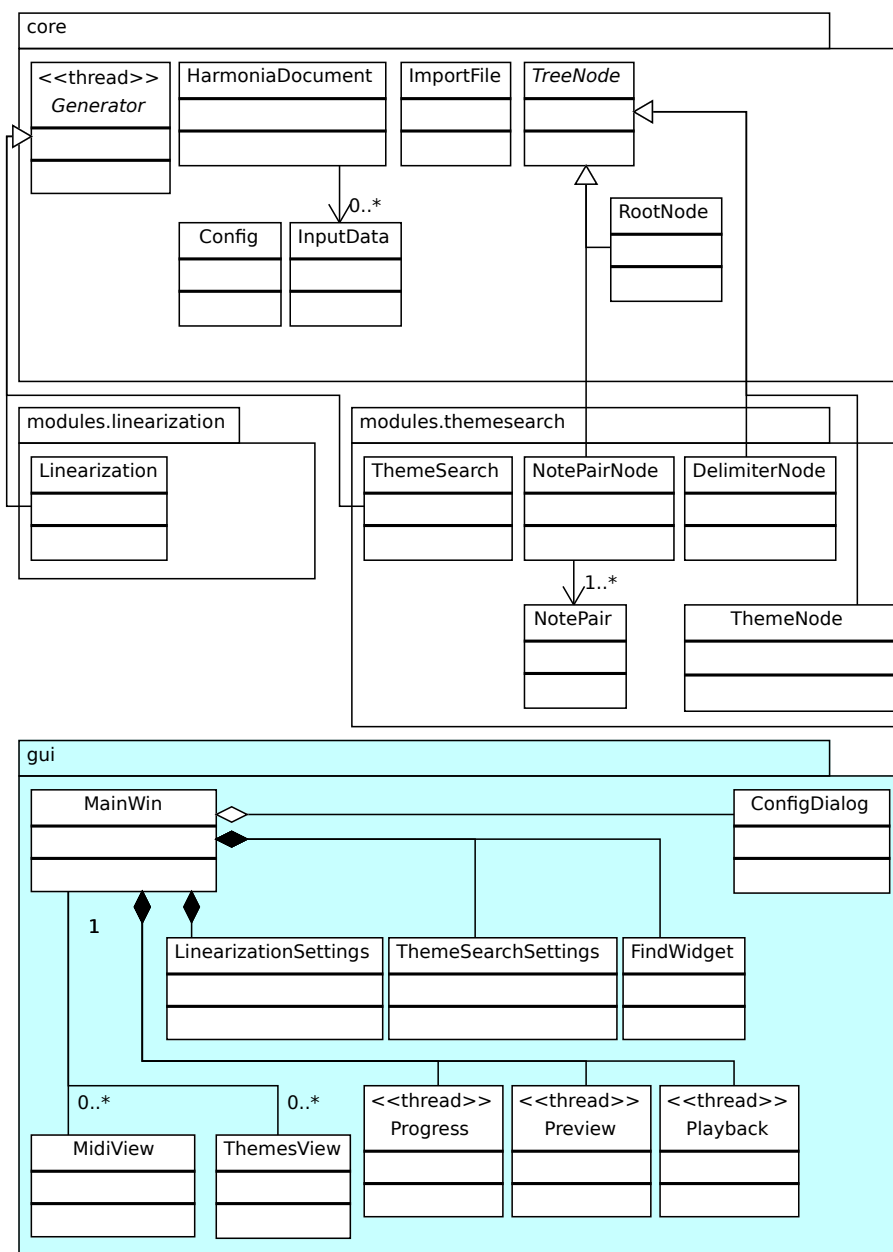 core
<<thread>>
Generator
HarmoniaDocument
ImportFile
TreeNode
0..*
RootNode
Config
InputData
modules.linearization
modules.themesearch
Linearization
ThemeSearch
NotePairNode
DelimiterNode
1..*
NotePair
ThemeNode
gui
MainWin
ConfigDialog
1
LinearizationSettings
ThemeSearchSettings
FindWidget
0..*
0..*
<<thread>>
Progress
<<thread>>
Preview
<<thread>>
Playback
MidiView
ThemesView